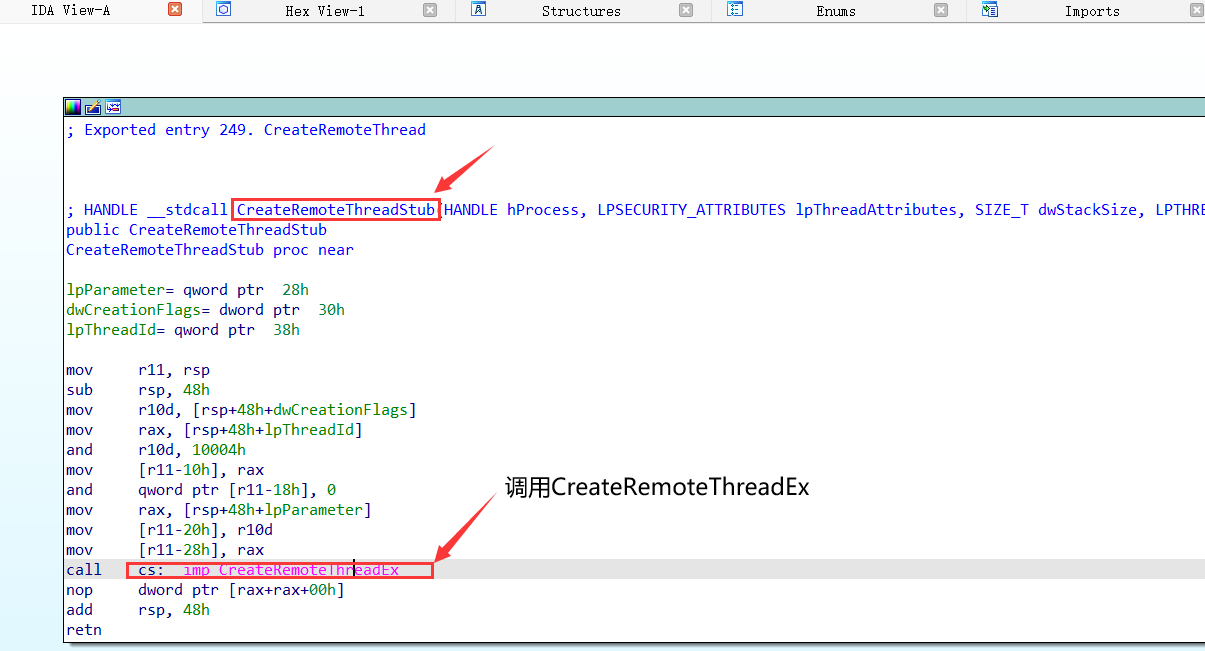 IDA View-A Hex View-1 Structures Enums Imports
; Exported entry 249. CreateRemoteThread
; HANDLE __stdcall CreateRemoteThreadStub(HANDLE hProcess, LPSECURITY_ATTRIBUTES lpThreadAttributes, SIZE_T dwStackSize, LPTHRE
public CreateRemoteThreadStub
CreateRemoteThreadStub proc near
lpParameter= qword ptr  28h
dwCreationFlags= dword ptr  30h
lpThreadId= qword ptr  38h
mov     r11, rsp
sub     rsp, 48h
mov     r10d, [rsp+48h+dwCreationFlags]
mov     rax, [rsp+48h+lpThreadId]
and     r10d, 10004h
mov     [r11-10h], rax
and     qword ptr [r11-18h], 0
mov     rax, [rsp+48h+lpParameter]
mov     [r11-20h], r10d
mov     [r11-28h], rax
调用CreateRemoteThreadEx
call    cs:__imp_CreateRemoteThreadEx
nop     dword ptr [rax+rax+00h]
add     rsp, 48h
retn